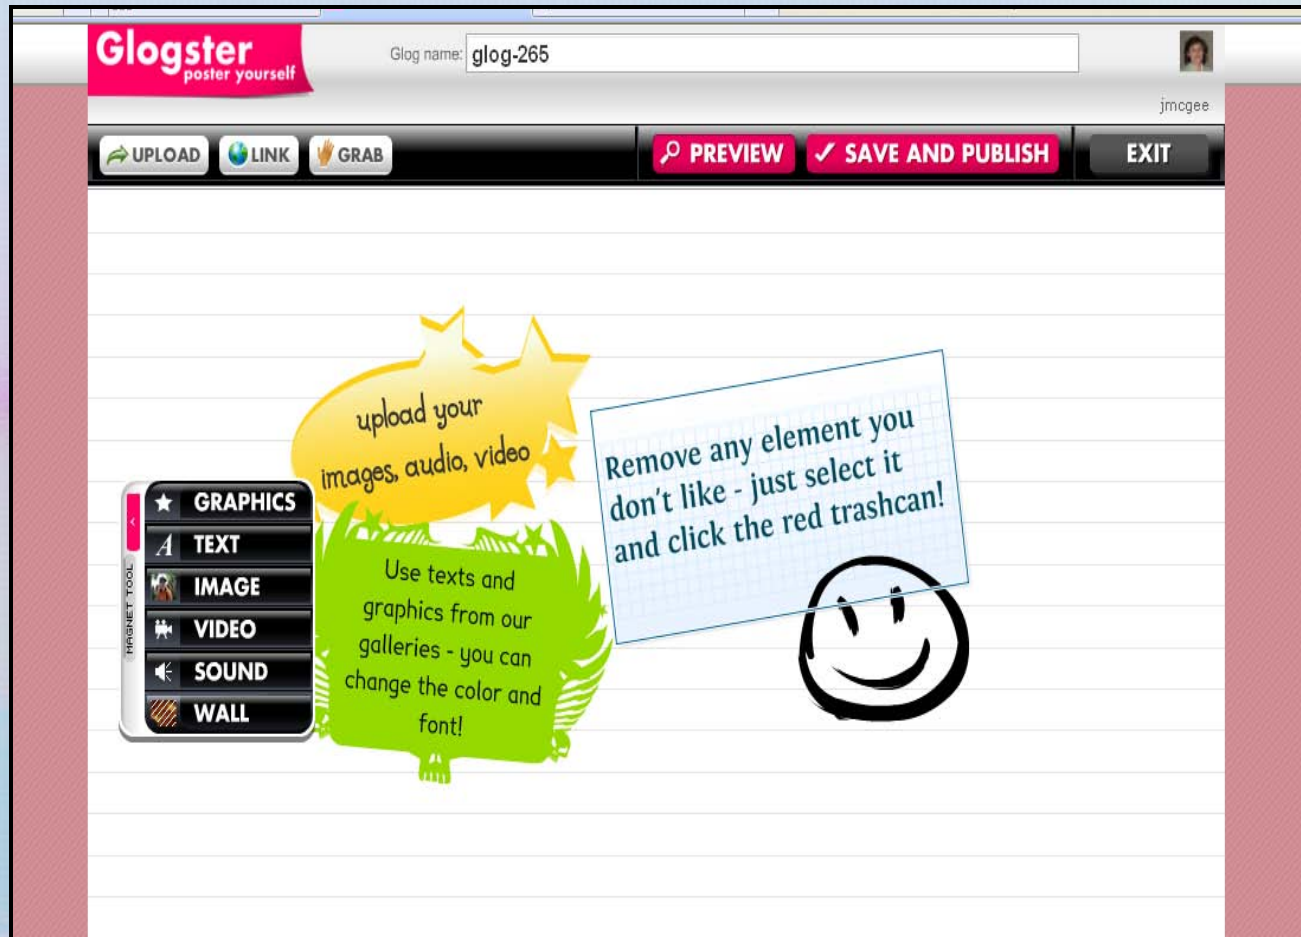 Glogster
poster yourself
Glog name: glog-265
jmcgee
UPLOAD LINK GRAB PREVIEW SAVE AND PUBLISH EXIT
upload your
images, audio, video
Remove any element you
don't like - just select it
and click the red trashcan!
MAGNET TOOL
GRAPHICS
TEXT
IMAGE
VIDEO
SOUND
WALL
Use texts and
graphics from our
galleries - you can
change the color and
font!